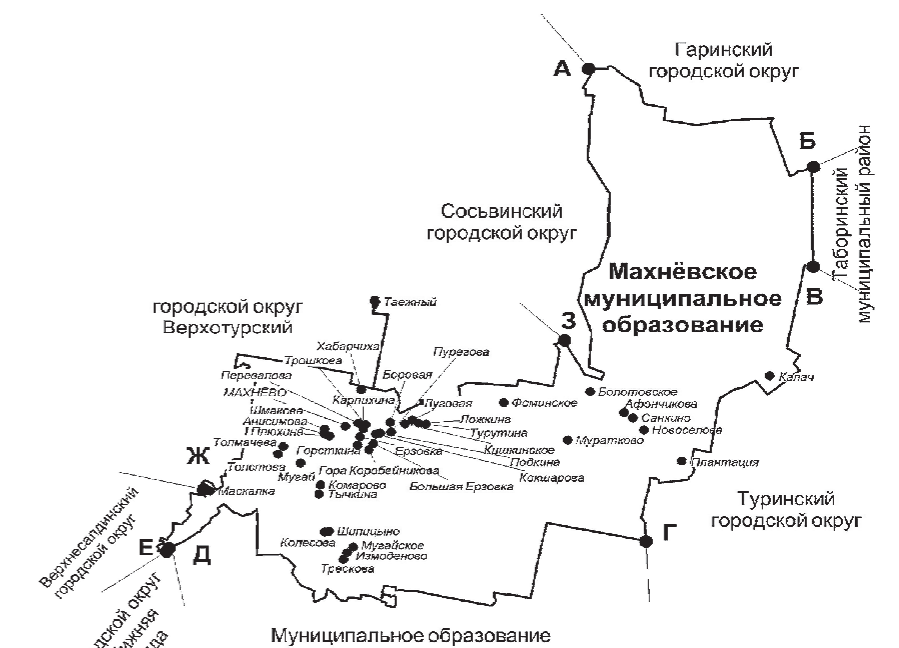 А
Гаринский
городской округ
Б
Таборинский
муниципальный район
Сосьвинский
городской округ
Махнёвское
муниципальное
образование
В
городской округ
Верхотурский
Таежный
З
Хабарчиха
Трошкова
Пурегова
Перевалова
Боровая
МАХНЁВО
Карпихина
Луговая
Фоминское
Болотовское
Калач
Шмакова
Анисимова
Плюхина
Ложкина
Афончикова
Санкино
Турутина
Новоселова
Толмачева
Горсткина
Ерзовка
Кишкинское
Муратково
Ж
Толстова
Подкина
Плантация
Мугай
Гора Коробейникова
Кокшарова
Маскалка
Комарово
Большая Ерзовка
Тычкина
Туринский
городской округ
Верхнесалдинский
городской округ
Е
Д
Шипицыно
Колесова
Мугайское
Измоденово
Трескова
Г
округ
Муниципальное образование